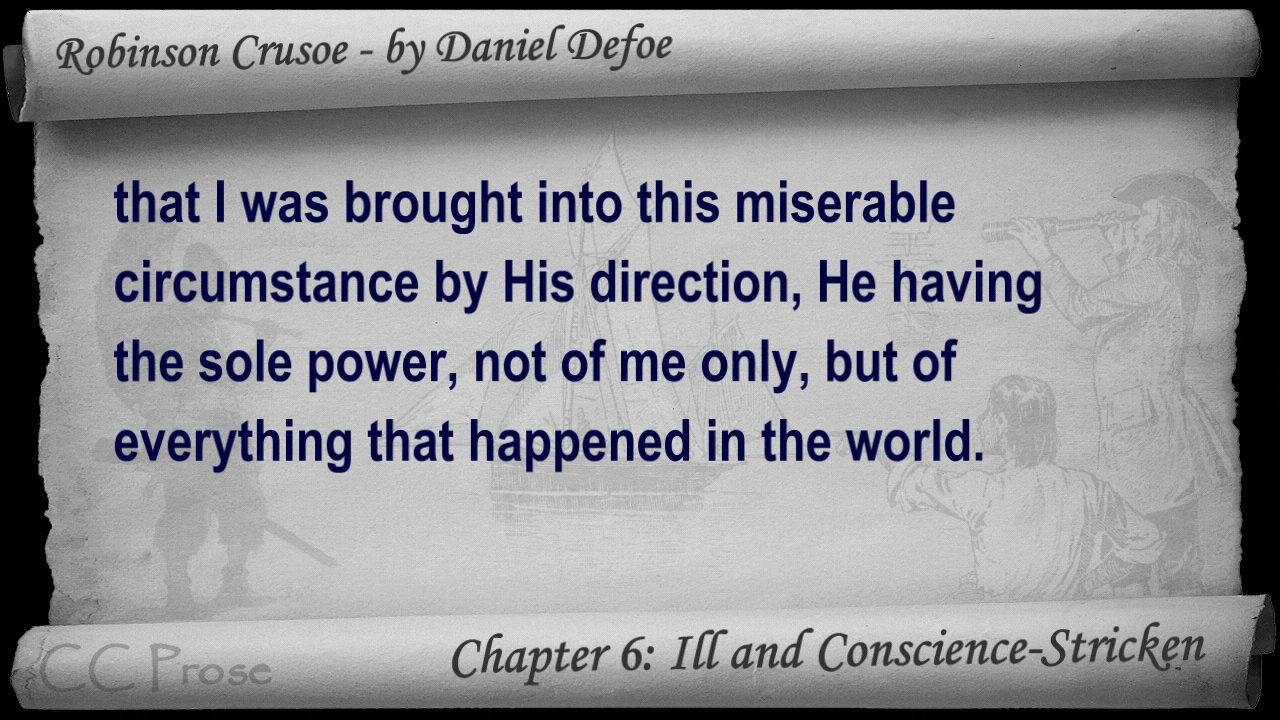 Robinson Crusoe - by Daniel Defoe
that I was brought into this miserable
circumstance by His direction, He having
the sole power, not of me only, but of
everything that happened in the world.
CC Prose
Chapter 6: Ill and Conscience-Stricken